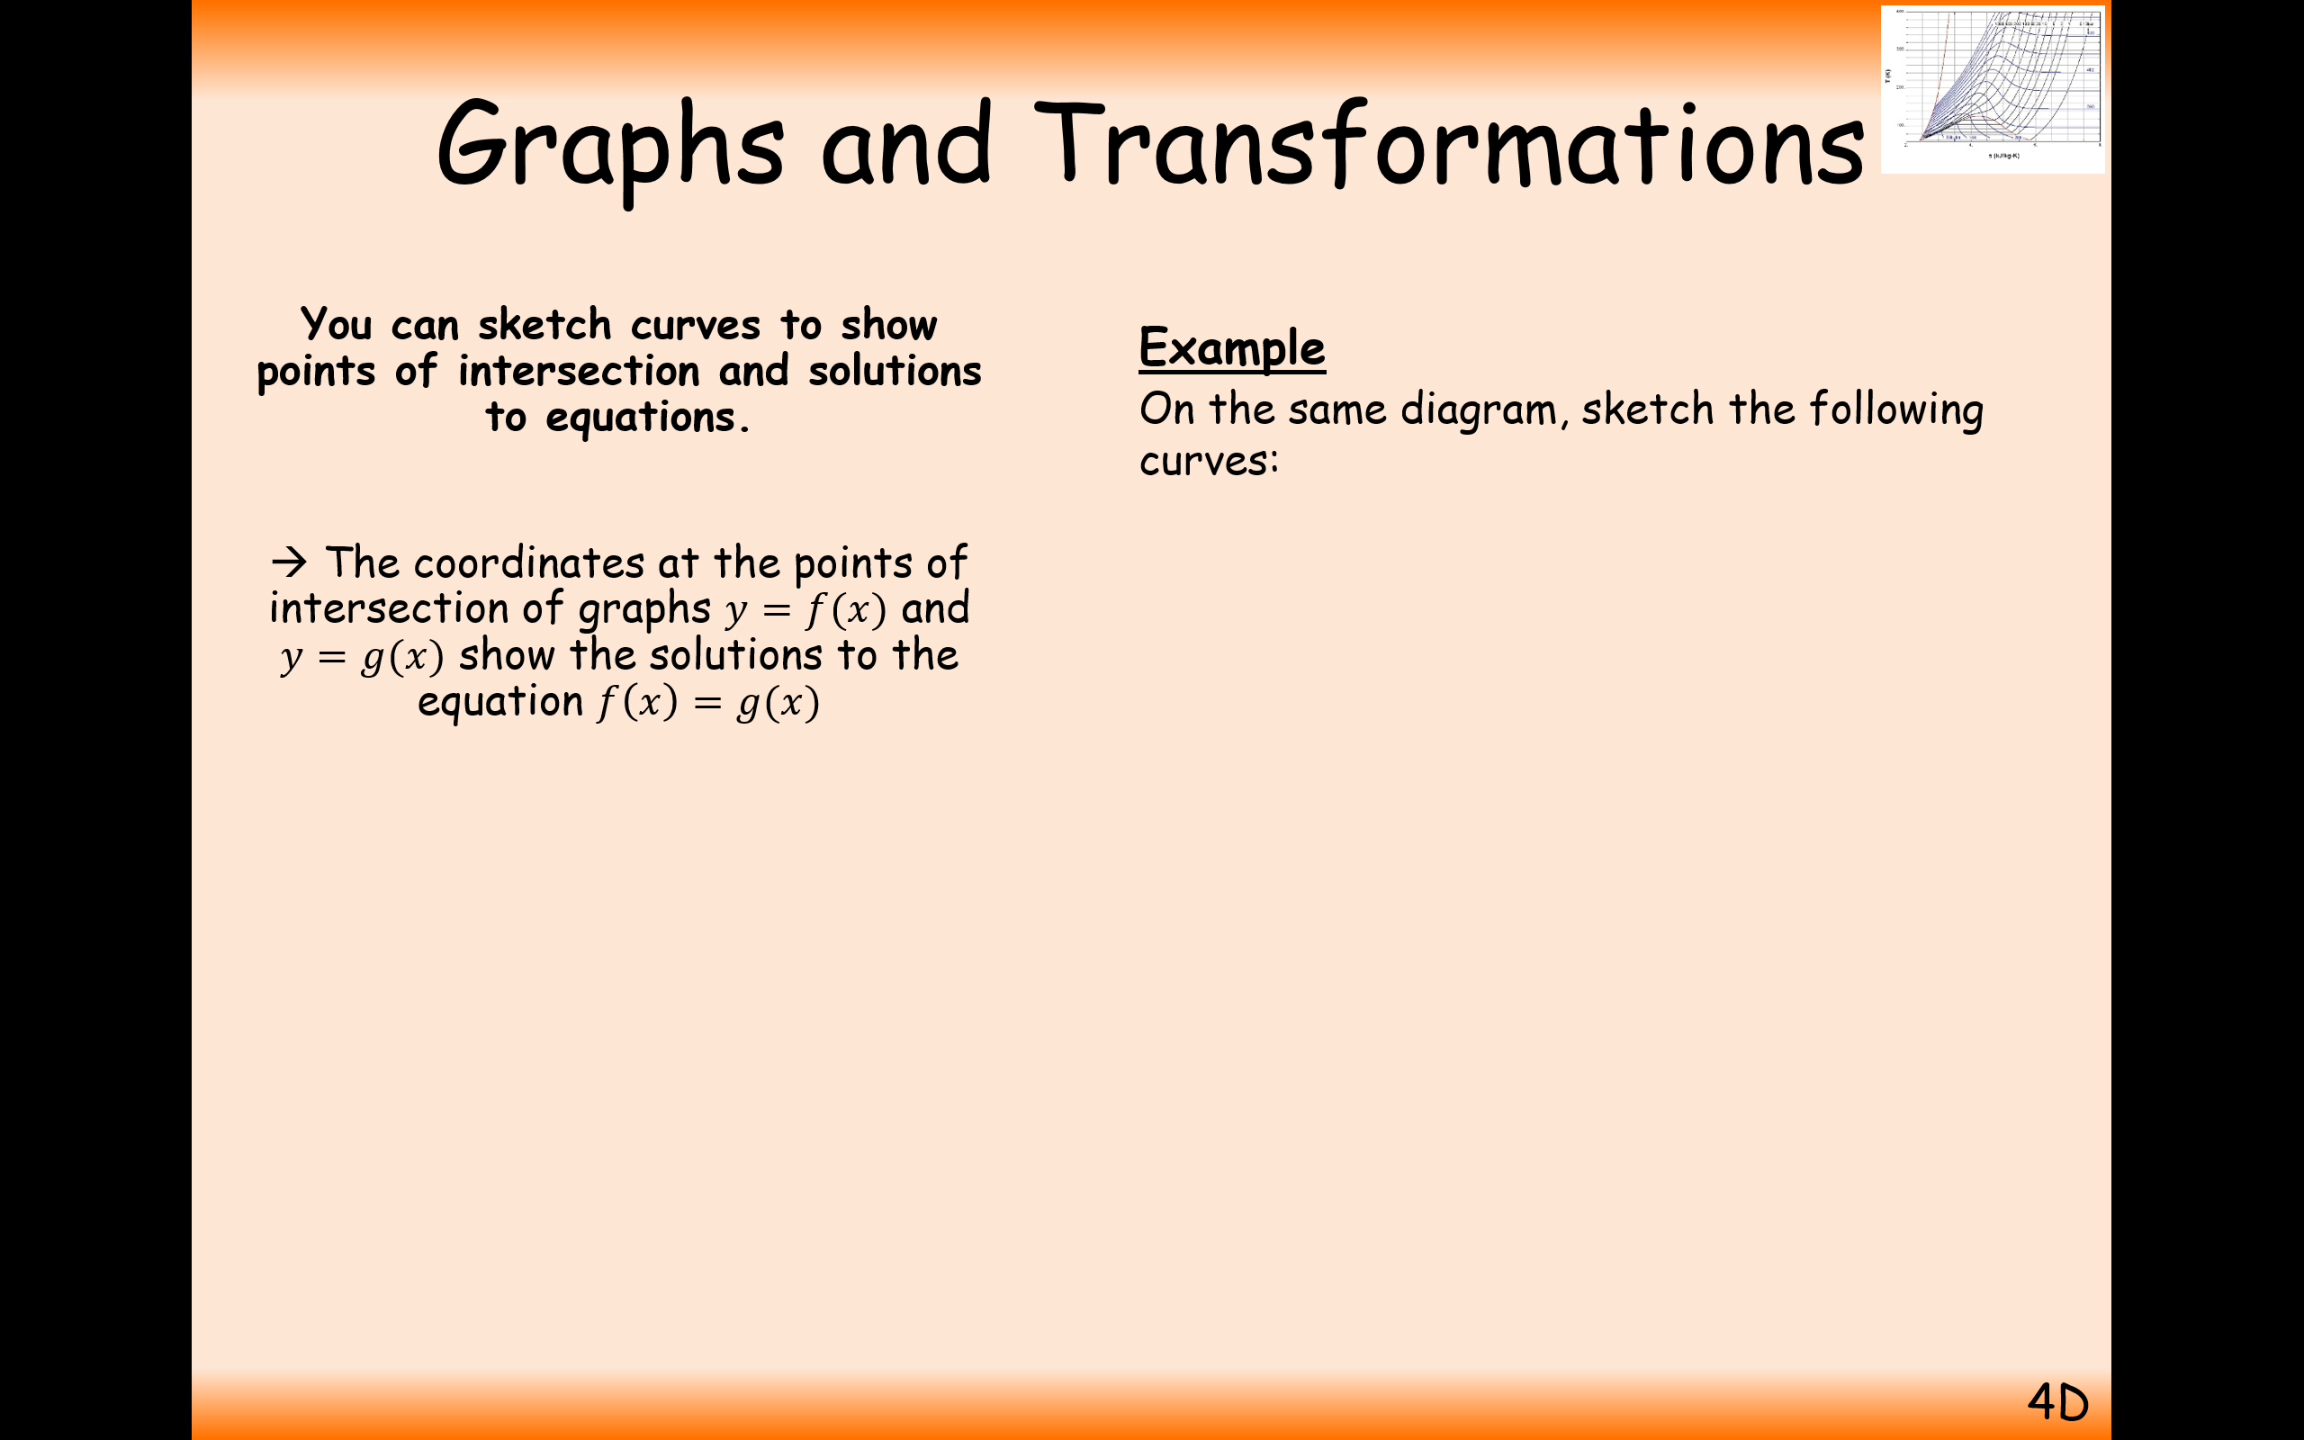 Graphs and Transformations
You can sketch curves to show
points of intersection and solutions
to equations.
→ The coordinates at the points of
intersection of graphs y = f(x) and
y = g(x) show the solutions to the
equation f(x) = g(x)
Example
On the same diagram, sketch the following
curves:
4D